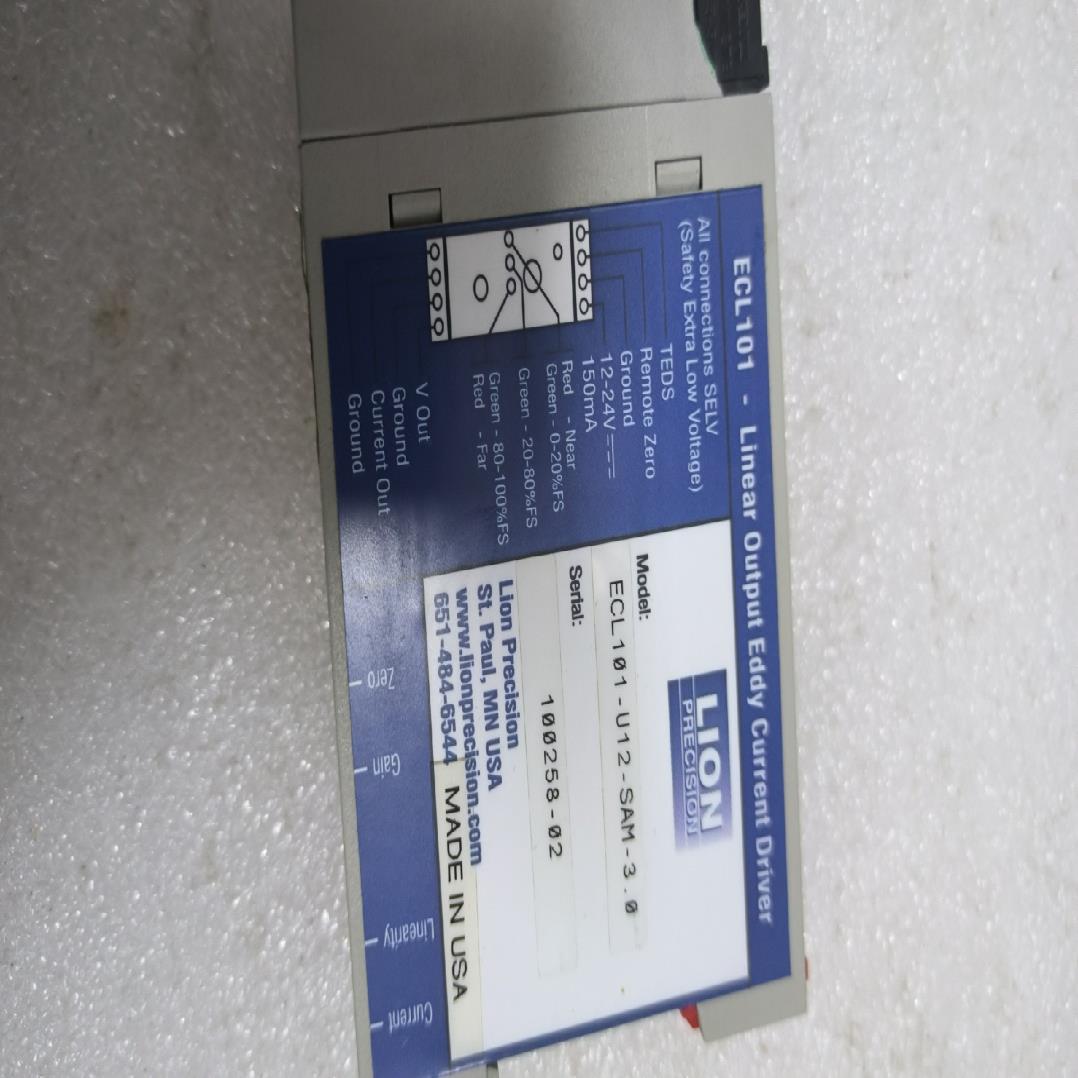 ECL101 - Linear Output Eddy Current Driver
All connections SELV
(Safety Extra Low Voltage)
TEDS
Remote Zero
Ground
12-24V
150mA
Red - Near
Green - 0-20%FS
Green - 20-80%FS
Green - 80-100%FS
Red - Far
V Out
Ground
Current Out
Ground
LION
PRECISION
Model:
ECL101-U12-SAM-3.0
Serial:
100258-02
Lion Precision
St. Paul, MN USA
www.lionprecision.com
651-484-6544
MADE IN USA
Zero
Gain
Linearity
Current